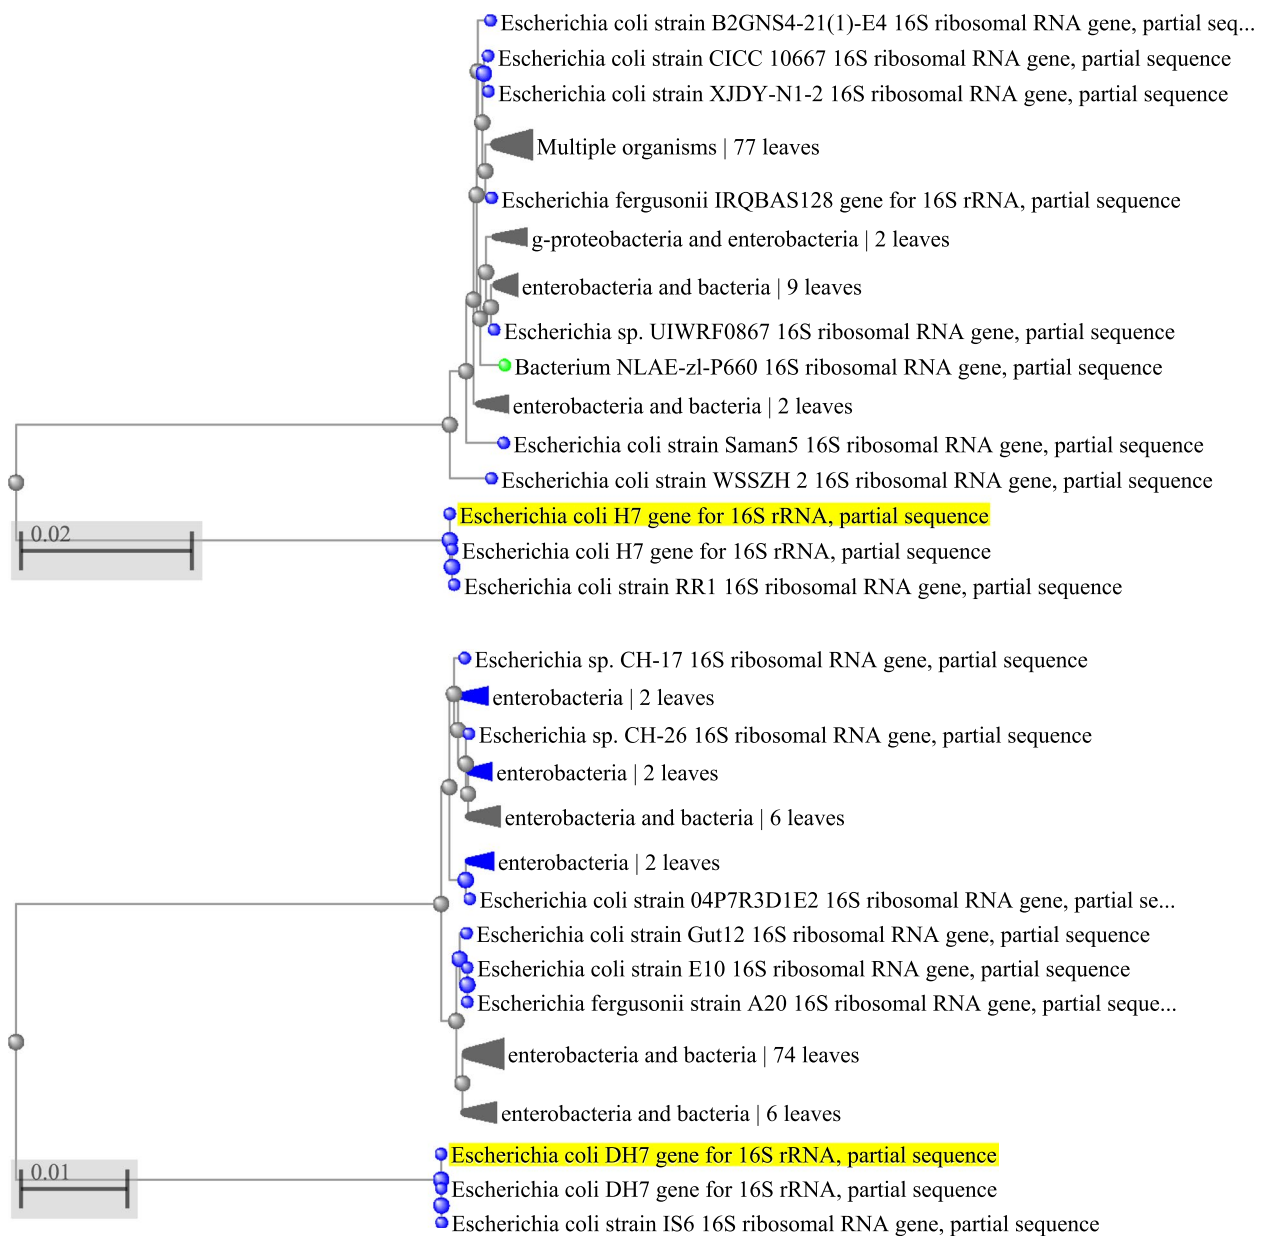 Escherichia coli strain B2GNS4-21(1)-E4 16S ribosomal RNA gene, partial seq...
Escherichia coli strain CICC 10667 16S ribosomal RNA gene, partial sequence
Escherichia coli strain XJDY-N1-2 16S ribosomal RNA gene, partial sequence
Multiple organisms | 77 leaves
Escherichia fergusonii IRQBAS128 gene for 16S rRNA, partial sequence
g-proteobacteria and enterobacteria | 2 leaves
enterobacteria and bacteria | 9 leaves
Escherichia sp. UIWRF0867 16S ribosomal RNA gene, partial sequence
Bacterium NLAE-zl-P660 16S ribosomal RNA gene, partial sequence
enterobacteria and bacteria | 2 leaves
Escherichia coli strain Saman5 16S ribosomal RNA gene, partial sequence
Escherichia coli strain WSSZH 2 16S ribosomal RNA gene, partial sequence
Escherichia coli H7 gene for 16S rRNA, partial sequence
0.02
Escherichia coli H7 gene for 16S rRNA, partial sequence
Escherichia coli strain RR1 16S ribosomal RNA gene, partial sequence
Escherichia sp. CH-17 16S ribosomal RNA gene, partial sequence
enterobacteria | 2 leaves
Escherichia sp. CH-26 16S ribosomal RNA gene, partial sequence
enterobacteria | 2 leaves
enterobacteria and bacteria | 6 leaves
enterobacteria | 2 leaves
Escherichia coli strain 04P7R3D1E2 16S ribosomal RNA gene, partial se...
Escherichia coli strain Gut12 16S ribosomal RNA gene, partial sequence
Escherichia coli strain E10 16S ribosomal RNA gene, partial sequence
Escherichia fergusonii strain A20 16S ribosomal RNA gene, partial seque...
enterobacteria and bacteria | 74 leaves
enterobacteria and bacteria | 6 leaves
Escherichia coli DH7 gene for 16S rRNA, partial sequence
0.01
Escherichia coli DH7 gene for 16S rRNA, partial sequence
Escherichia coli strain IS6 16S ribosomal RNA gene, partial sequence